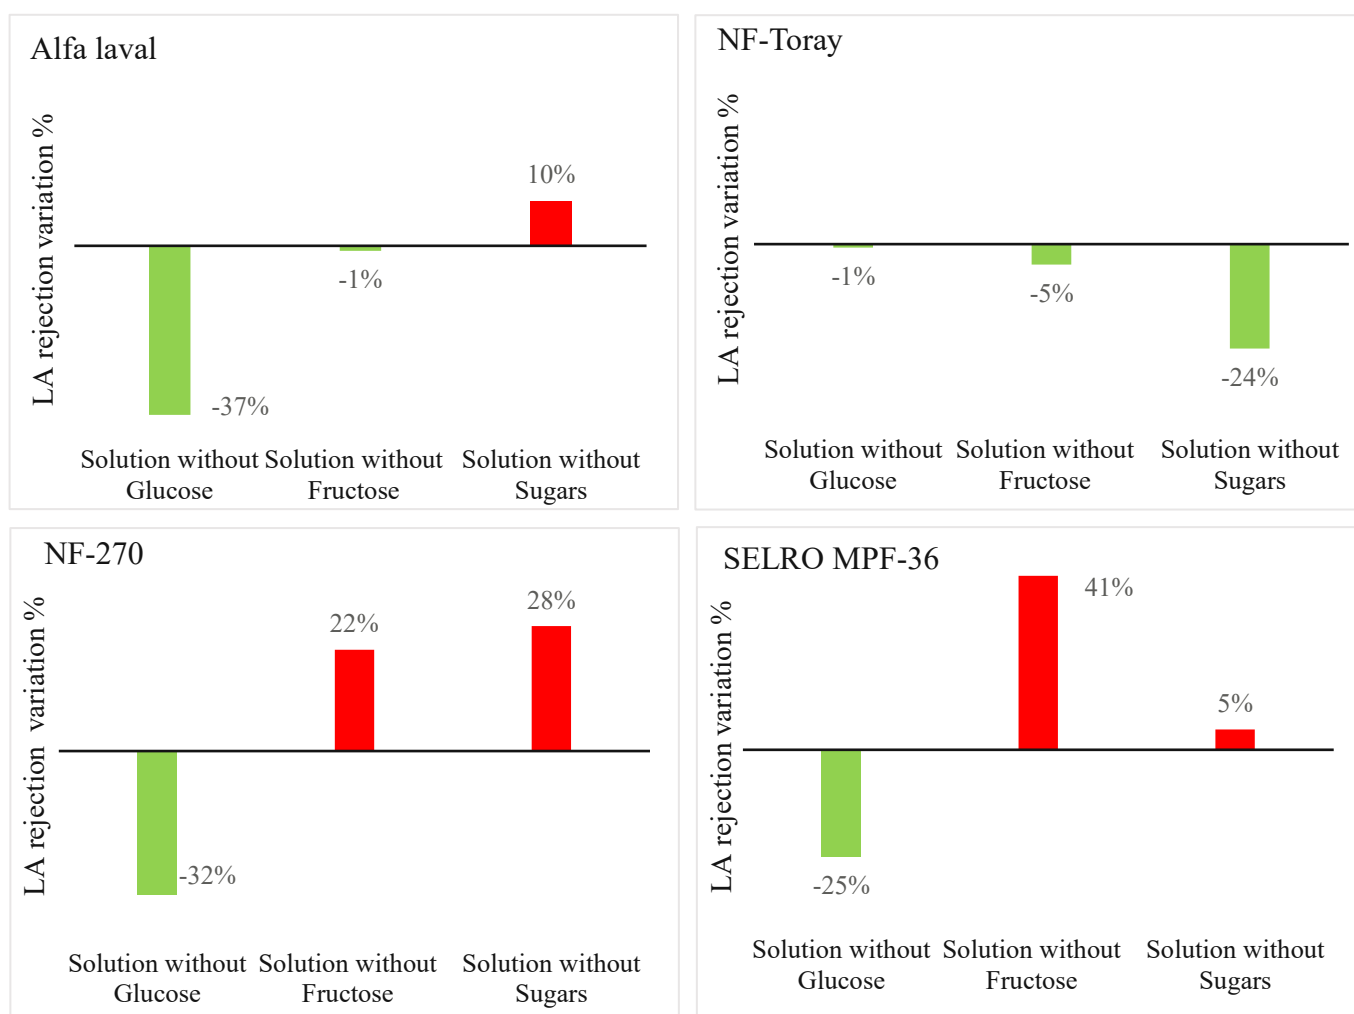 Alfa laval
LA rejection variation %
10%
-1%
-37%
Solution without Glucose
Solution without Fructose
Solution without Sugars
NF-Toray
LA rejection variation %
-1%
-5%
-24%
Solution without Glucose
Solution without Fructose
Solution without Sugars
NF-270
LA rejection variation %
22%
28%
-32%
Solution without Glucose
Solution without Fructose
Solution without Sugars
SELRO MPF-36
LA rejection variation %
41%
5%
-25%
Solution without Glucose
Solution without Fructose
Solution without Sugars